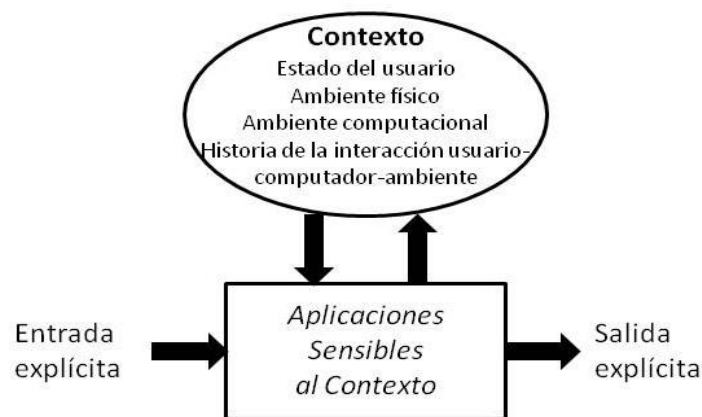 Contexto
Estado del usuario
Ambiente físico
Ambiente computacional
Historia de la interacción usuario-
computador-ambiente
Entrada
explícita
Aplicaciones
Sensibles
al Contexto
Salida
explícita